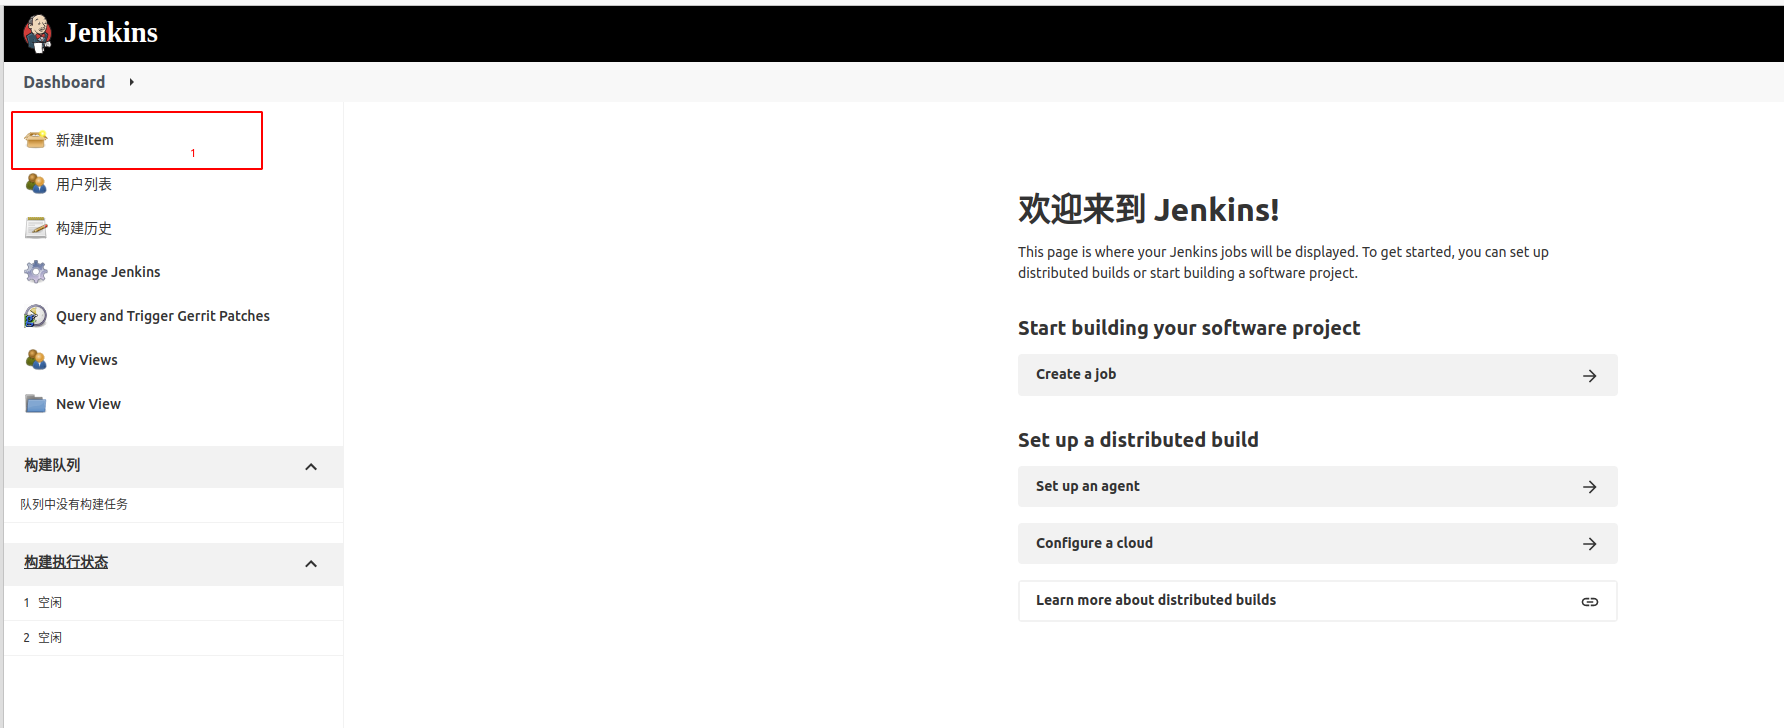 Jenkins
Dashboard
新建Item
1
用户列表
构建历史
Manage Jenkins
Query and Trigger Gerrit Patches
My Views
New View
构建队列
队列中没有构建任务
构建执行状态
1 空闲
2 空闲
欢迎来到 Jenkins!
This page is where your Jenkins jobs will be displayed. To get started, you can set up
distributed builds or start building a software project.
Start building your software project
Create a job
Set up a distributed build
Set up an agent
Configure a cloud
Learn more about distributed builds